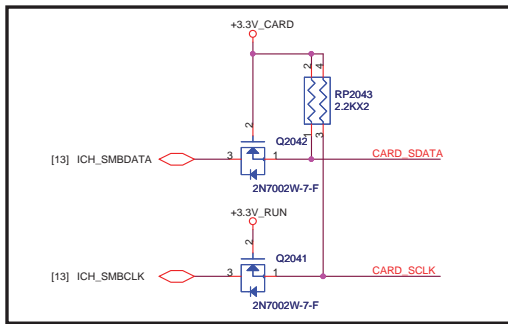 +3.3V_CARD
2 4
RP2043
2.2KX2
2
Q2042
1 3
[13] ICH_SMBDATA 3 1 CARD_SDATA
2N7002W-7-F
+3.3V_RUN
2
Q2041
[13] ICH_SMBCLK 3 1 CARD_SCLK
2N7002W-7-F